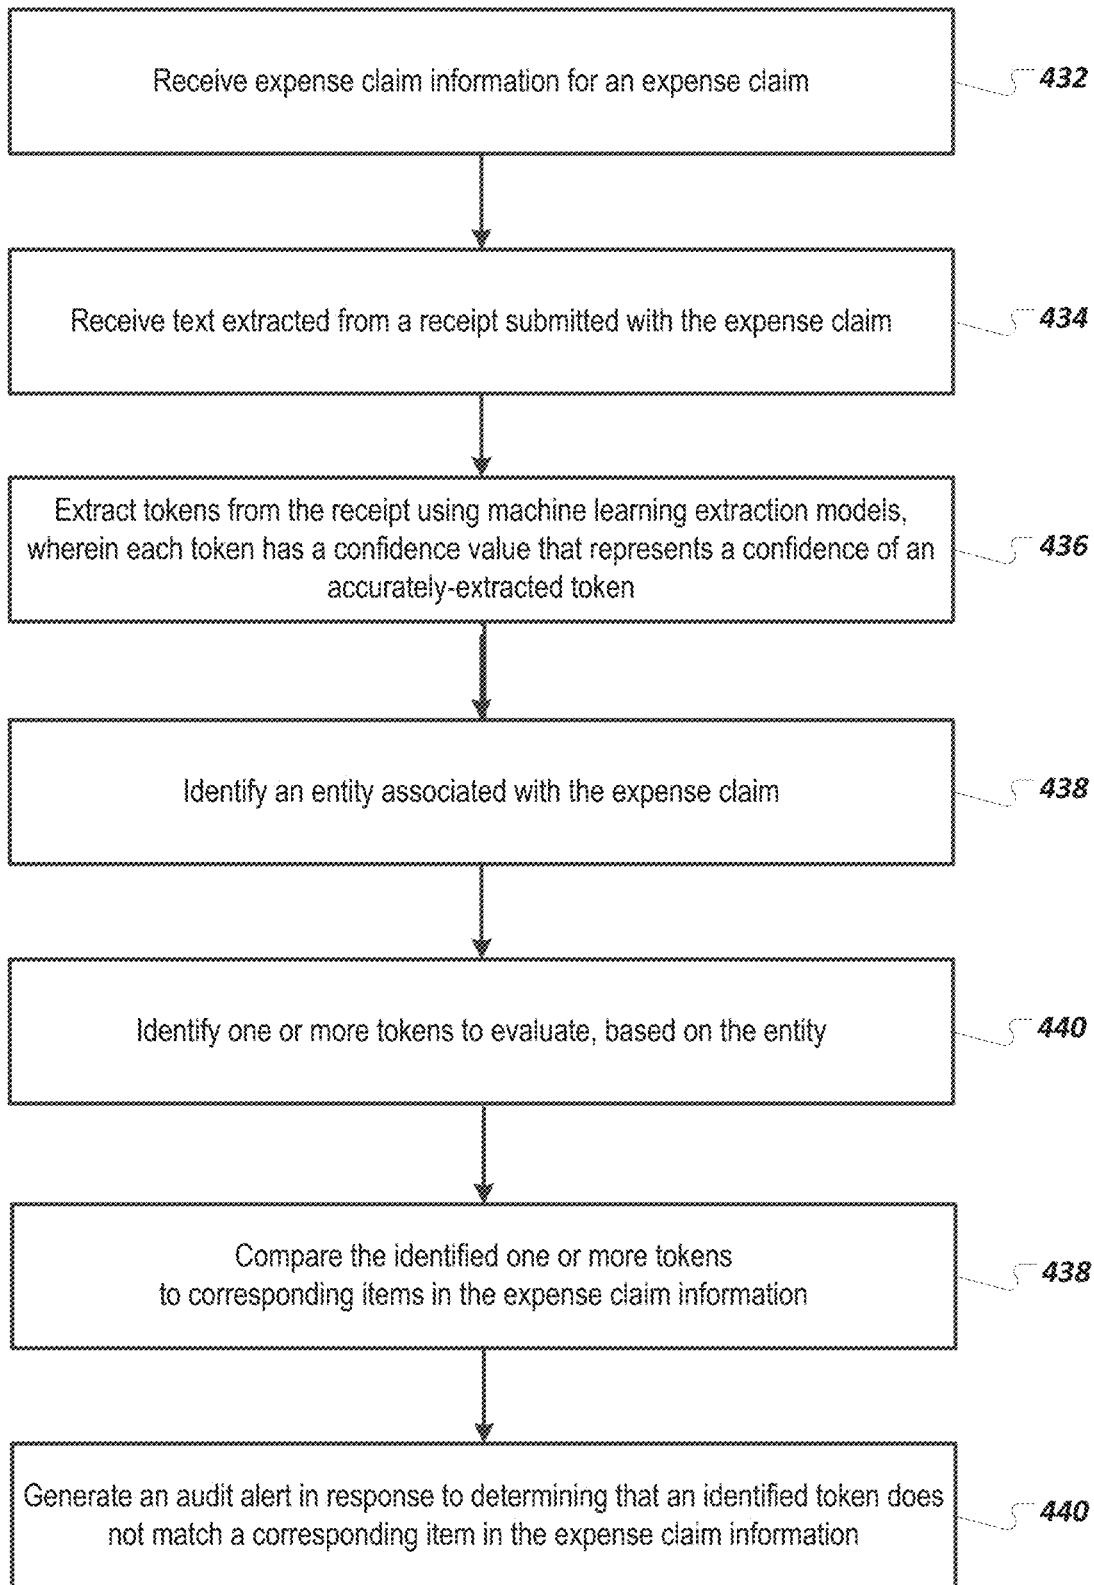 Receive expense claim information for an expense claim
432
Receive text extracted from a receipt submitted with the expense claim
434
Extract tokens from the receipt using machine learning extraction models,
wherein each token has a confidence value that represents a confidence of an
accurately-extracted token
436
Identify an entity associated with the expense claim
438
Identify one or more tokens to evaluate, based on the entity
440
Compare the identified one or more tokens
to corresponding items in the expense claim information
438
Generate an audit alert in response to determining that an identified token does
not match a corresponding item in the expense claim information
440